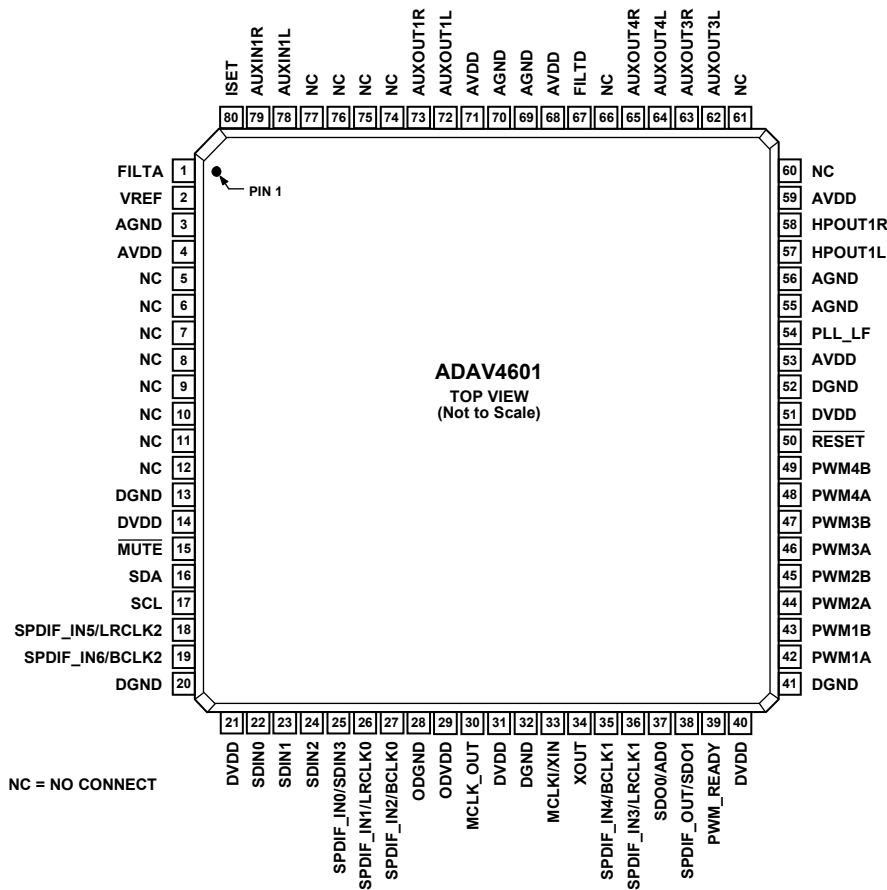 ISET
AUXIN1R
AUXIN1L
NC
NC
NC
NC
AUXOUT1R
AUXOUT1L
AVDD
AGND
AGND
AVDD
FILTD
NC
AUXOUT4R
AUXOUT4L
AUXOUT3R
AUXOUT3L
NC
80 79 78 77 76 75 74 73 72 71 70 69 68 67 66 65 64 63 62 61
FILTA 1
VREF 2
AGND 3
AVDD 4
NC 5
NC 6
NC 7
NC 8
NC 9
NC 10
NC 11
NC 12
DGND 13
DVDD 14
MUTE 15
SDA 16
SCL 17
SPDIF_IN5/LRCLK2 18
SPDIF_IN6/BCLK2 19
DGND 20
PIN 1
ADAV4601
TOP VIEW
(Not to Scale)
60 NC
59 AVDD
58 HPOUT1R
57 HPOUT1L
56 AGND
55 AGND
54 PLL_LF
53 AVDD
52 DGND
51 DVDD
50 RESET
49 PWM4B
48 PWM4A
47 PWM3B
46 PWM3A
45 PWM2B
44 PWM2A
43 PWM1B
42 PWM1A
41 DGND
21 22 23 24 25 26 27 28 29 30 31 32 33 34 35 36 37 38 39 40
DVDD
SDIN0
SDIN1
SDIN2
SPDIF_IN0/SDIN3
SPDIF_IN1/LRCLK0
SPDIF_IN2/BCLK0
ODGND
ODVDD
MCLK_OUT
DVDD
DGND
MCLKI/XIN
XOUT
SPDIF_IN4/BCLK1
SPDIF_IN3/LRCLK1
SDO0/AD0
SPDIF_OUT/SDO1
PWM_READY
DVDD
NC = NO CONNECT